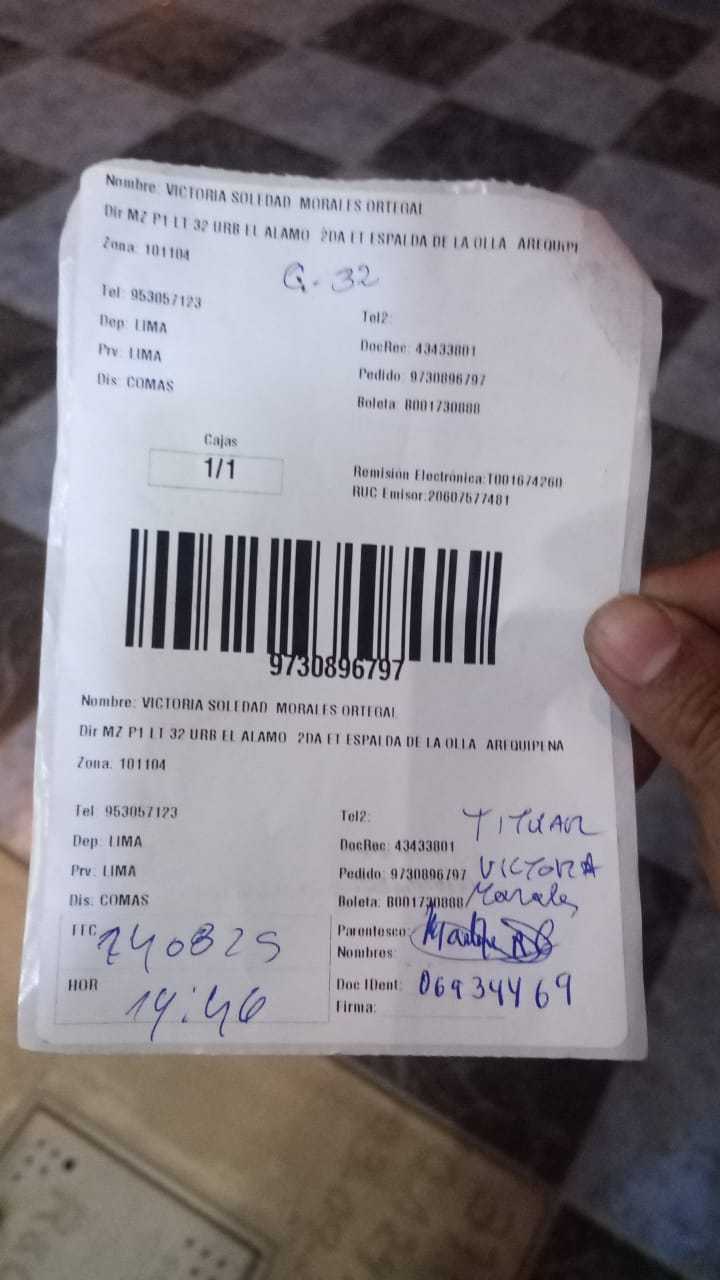 Nombre: VICTORIA SOLEDAD MORALES ORTEGAL
Dir MZ P1 LT 32 URB EL ALAMO 2DA ET ESPALDA DE LA OLLA AREQUIPE
Zona: 101104
G-32
Tel: 953057123
Tel2:
Dep: LIMA
DocRec: 43433801
Prv: LIMA
Pedido: 9730896797
Dis: COMAS
Boleta: B001730888
Cajas
1/1
Remisión Electrónica:T001674260
RUC Emisor:20607577481
9730896797
Nombre: VICTORIA SOLEDAD MORALES ORTEGAL
Dir MZ P1 LT 32 URB EL ALAMO 2DA ET ESPALDA DE LA OLLA AREQUIPENA
Zona: 101104
Tel: 953057123
Tel2: TITULAR
Dep: LIMA
DocRec: 43433801
Prv: LIMA
Pedido: 9730896797 VICTORIA
Dis: COMAS
Boleta: B001730888 Morales
FEC 240825
Parentesco:
Nombres:
HOR 14:46
Doc IDent: 06934469
Firma: